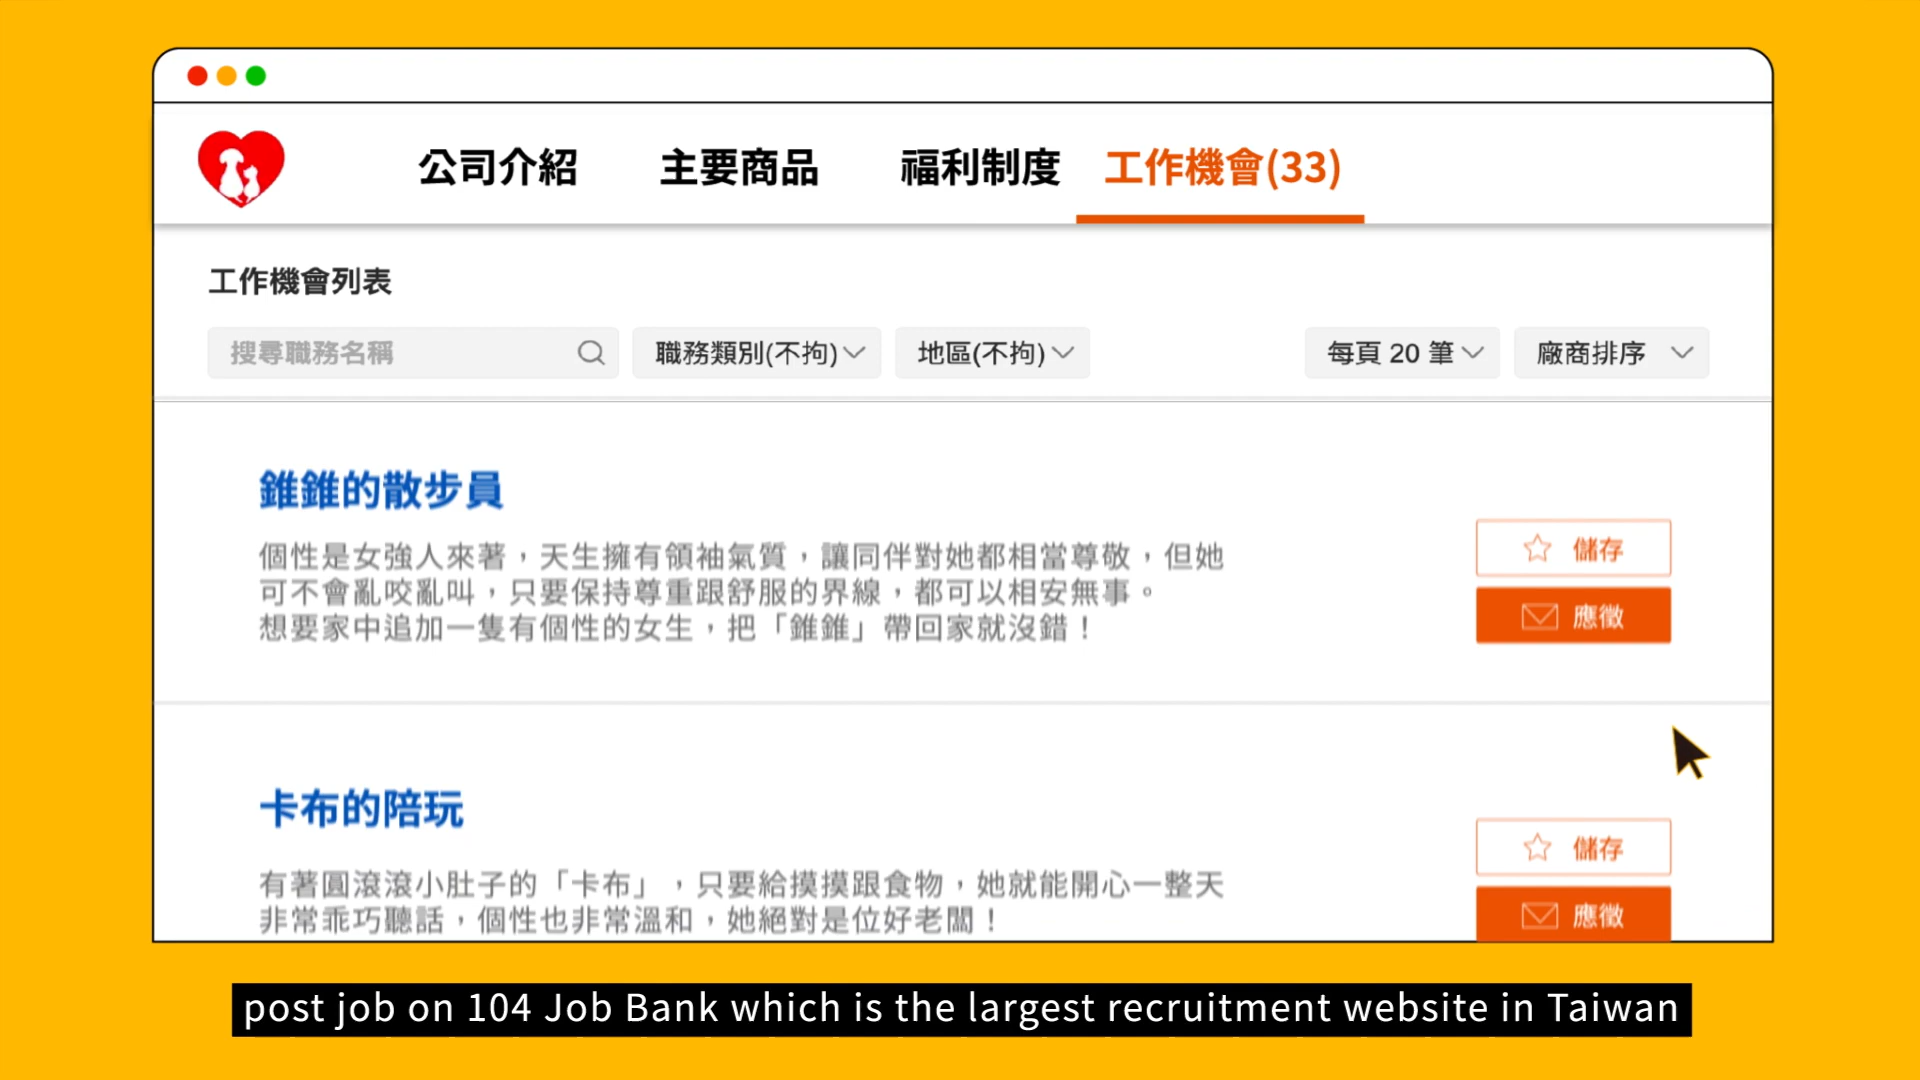 公司介紹 主要商品 福利制度 工作機會(33)
工作機會列表
搜尋職務名稱 職務類別(不拘) 地區(不拘) 每頁 20 筆 廠商排序
錐錐的散步員
個性是女強人來著，天生擁有領袖氣質，讓同伴對她都相當尊敬，但她
可不會亂咬亂叫，只要保持尊重跟舒服的界線，都可以相安無事。
想要家中追加一隻有個性的女生，把「錐錐」帶回家就沒錯！
儲存
應徵
卡布的陪玩
有著圓滾滾小肚子的「卡布」，只要給摸摸跟食物，她就能開心一整天
非常乖巧聽話，個性也非常溫和，她絕對是位好老闆！
儲存
應徵
post job on 104 Job Bank which is the largest recruitment website in Taiwan